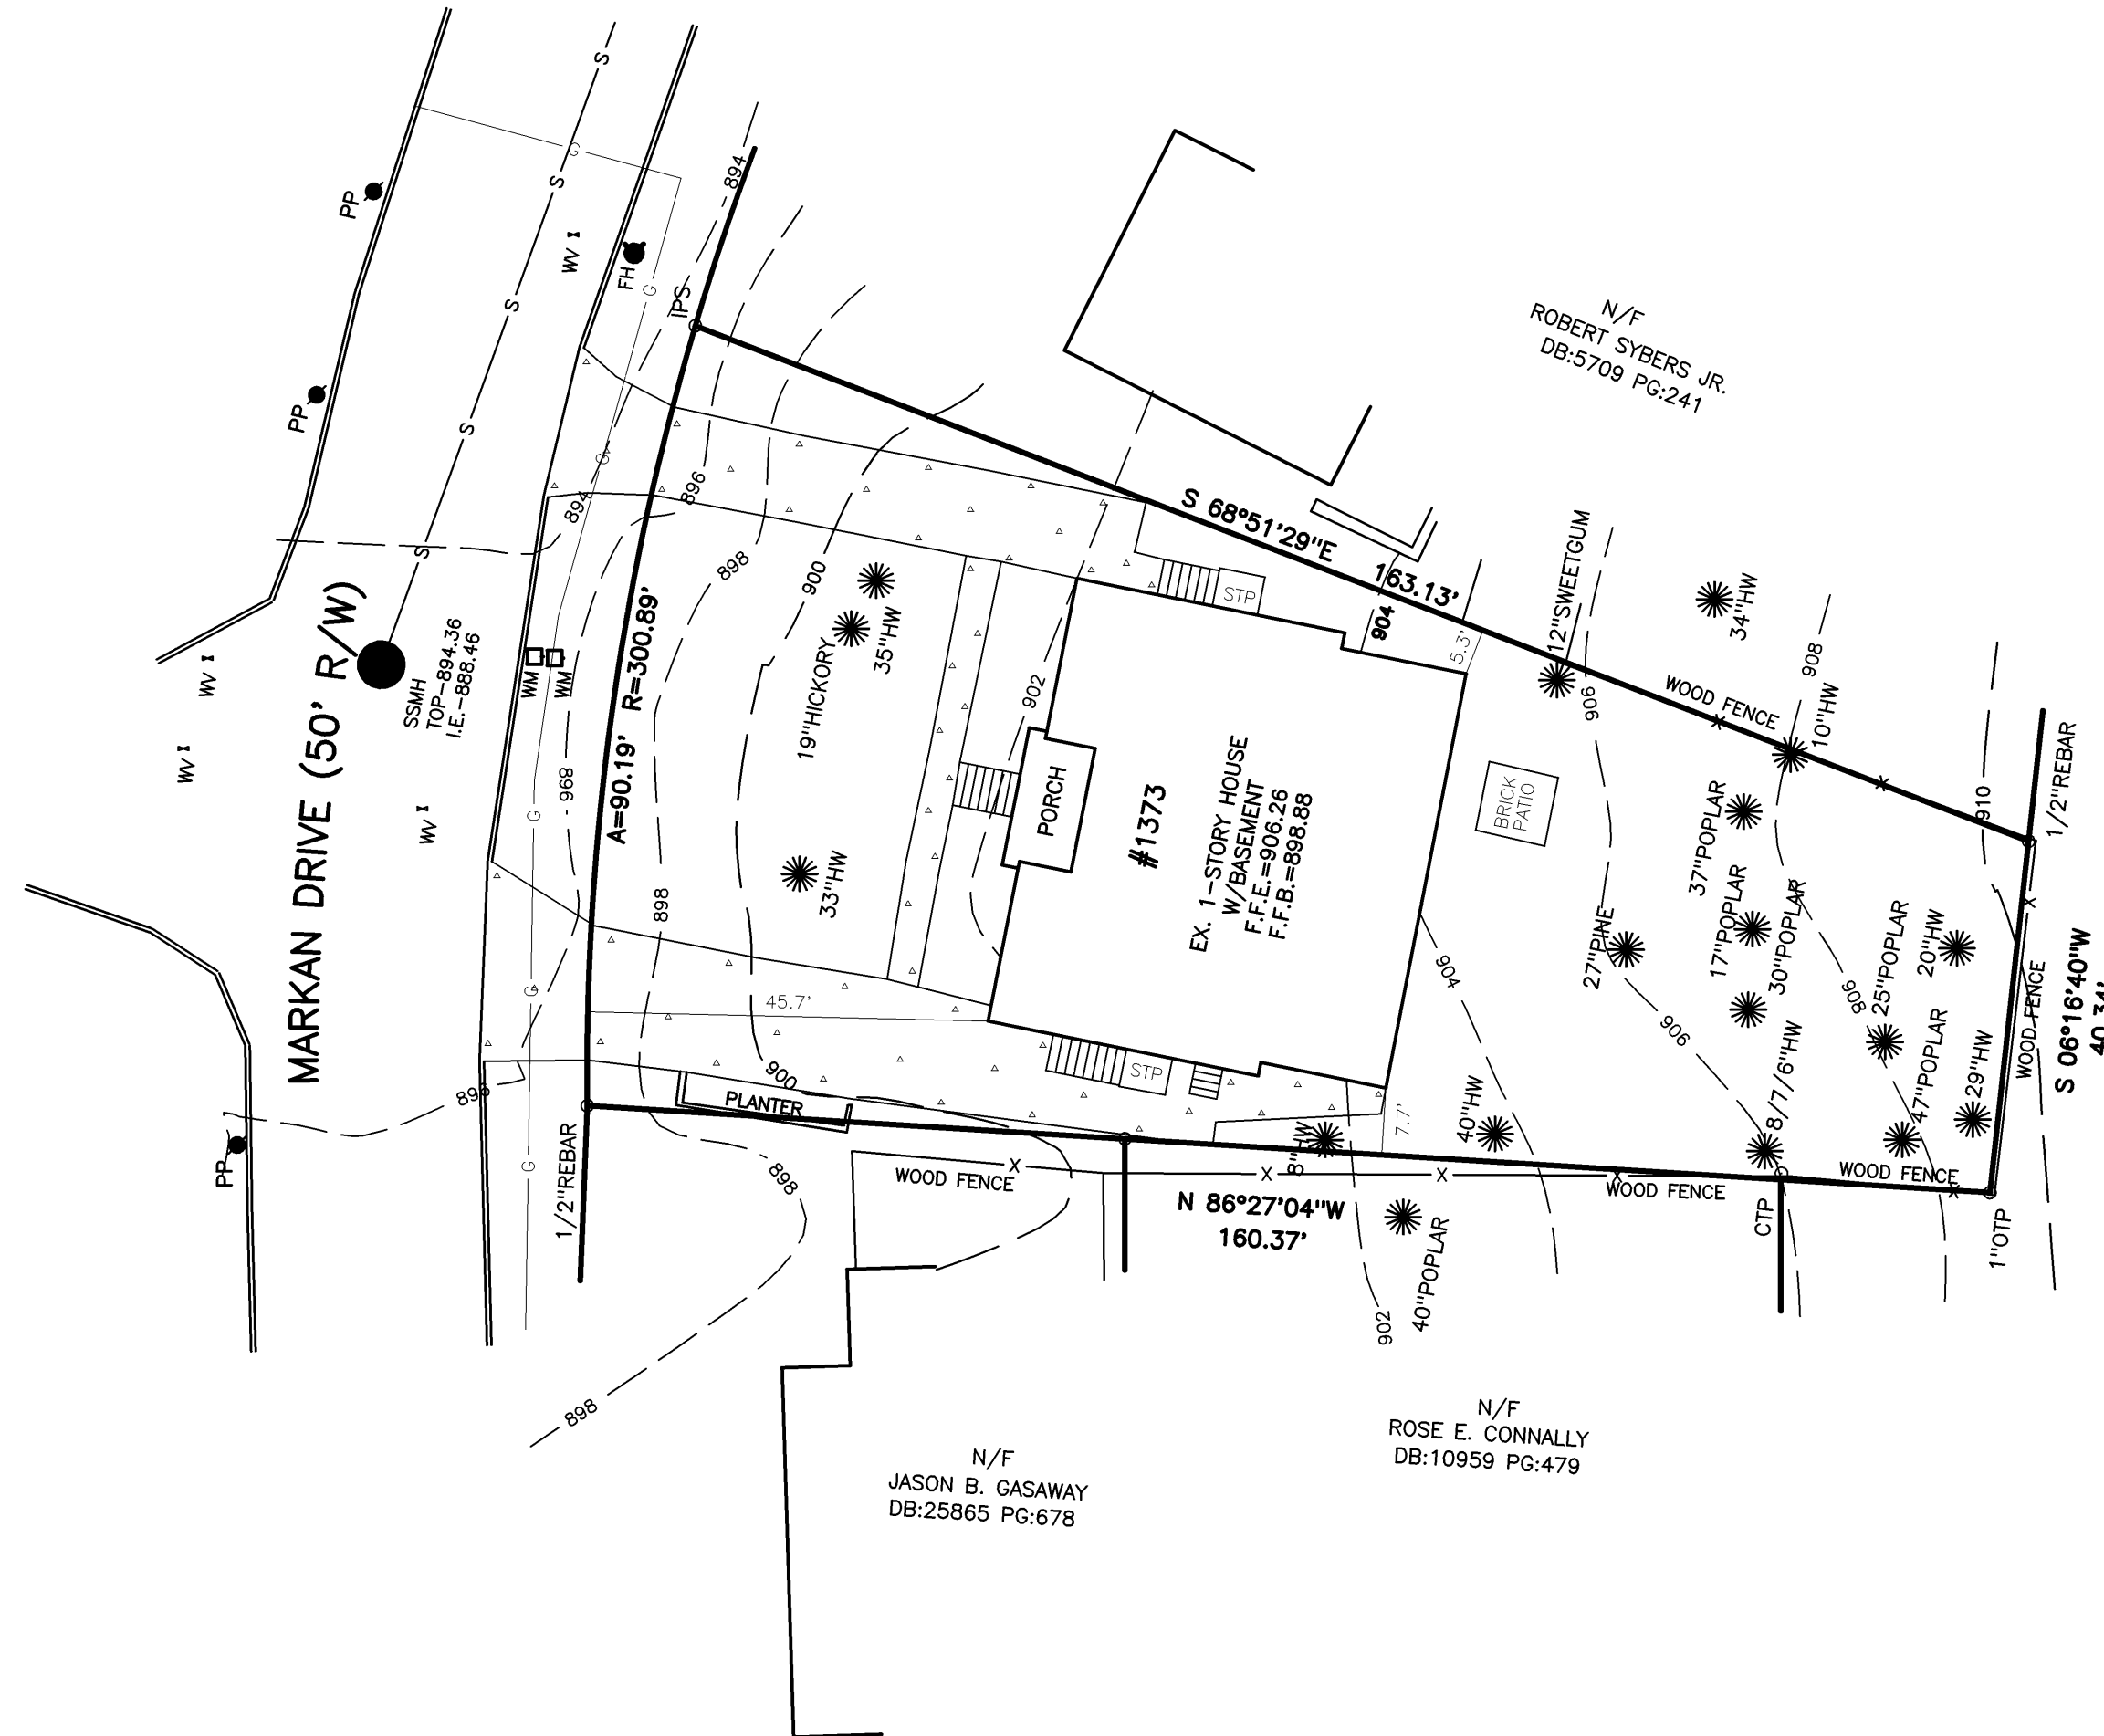 S
S
S
S
S
S
G
G
G
G
G
G
PP
PP
PP
WV
WV
WV
WV
FH
IPS
894
894
896
896
896
898
898
898
898
900
900
902
902
904
904
906
906
908
908
910
MARKAN DRIVE (50' R/W)
SSMH
TOP-894.36
I.E.-888.46
WM
WM
A=90.19' R=300.89'
19"HICKORY
35"HW
33"HW
45.7'
PLANTER
1/2"REBAR
PORCH
#1373
EX. 1-STORY HOUSE
W/BASEMENT
F.F.E.=906.26
F.F.B.=898.88
STP
STP
S 68°51'29"E 163.13'
5.3'
7.7'
N/F
ROBERT SYBERS JR.
DB:5709 PG:241
12"SWEETGUM
34"HW
WOOD FENCE
10"HW
BRICK
PATIO
37"POPLAR
17"POPLAR
30"POPLAR
27"PINE
25"POPLAR
20"HW
47"POPLAR
29"HW
8/7/6"HW
40"HW
8"HW
40"POPLAR
1/2"REBAR
WOOD FENCE
S 06°16'40"W
40.34'
WOOD FENCE
X
X
X
X
X
X
X
X
WOOD FENCE
WOOD FENCE
CTP
1"OTP
N 86°27'04"W
160.37'
N/F
ROSE E. CONNALLY
DB:10959 PG:479
N/F
JASON B. GASAWAY
DB:25865 PG:678